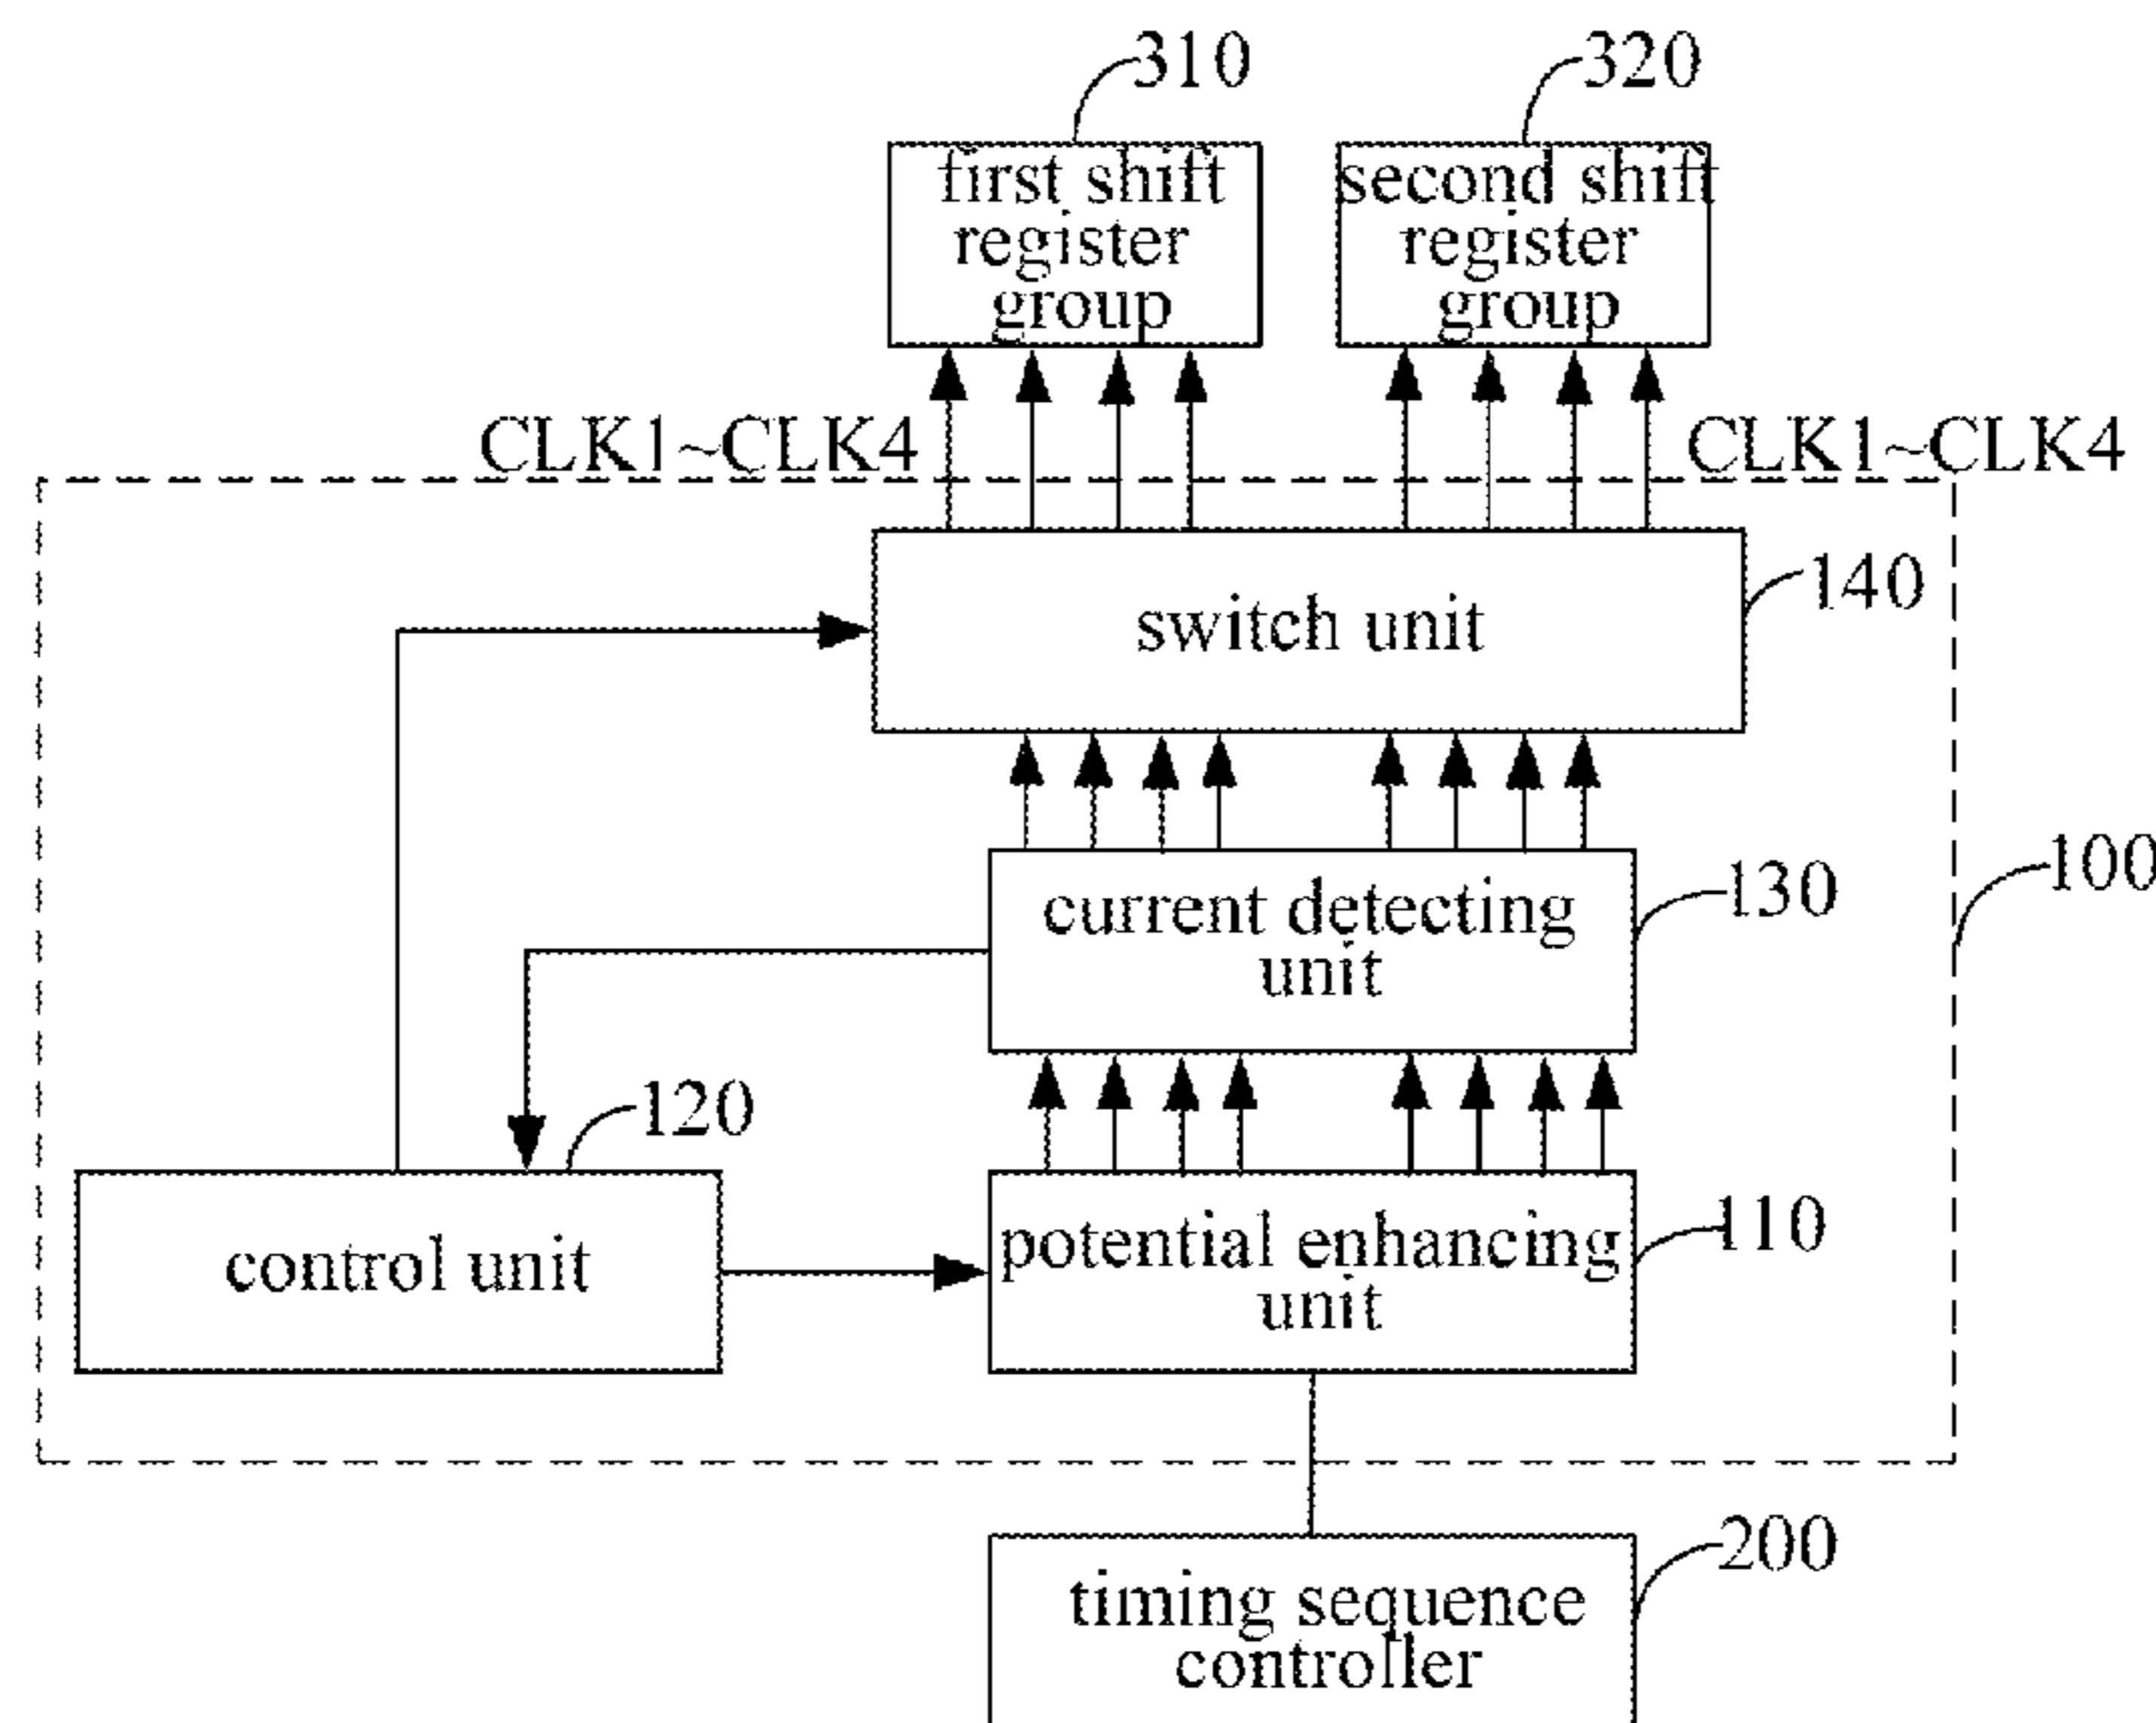 310
320
first shift
register
group
second shift
register
group
CLK1~CLK4
CLK1~CLK4
switch unit
140
current detecting
unit
130
100
120
control unit
potential enhancing
unit
110
200
timing sequence
controller